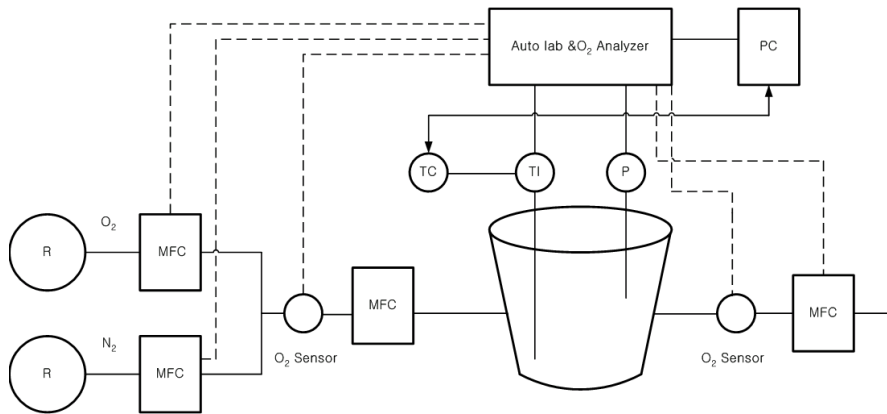 Auto lab &O₂ Analyzer
PC
TC
TI
P
O₂
R
MFC
MFC
MFC
O₂ Sensor
O₂ Sensor
N₂
R
MFC